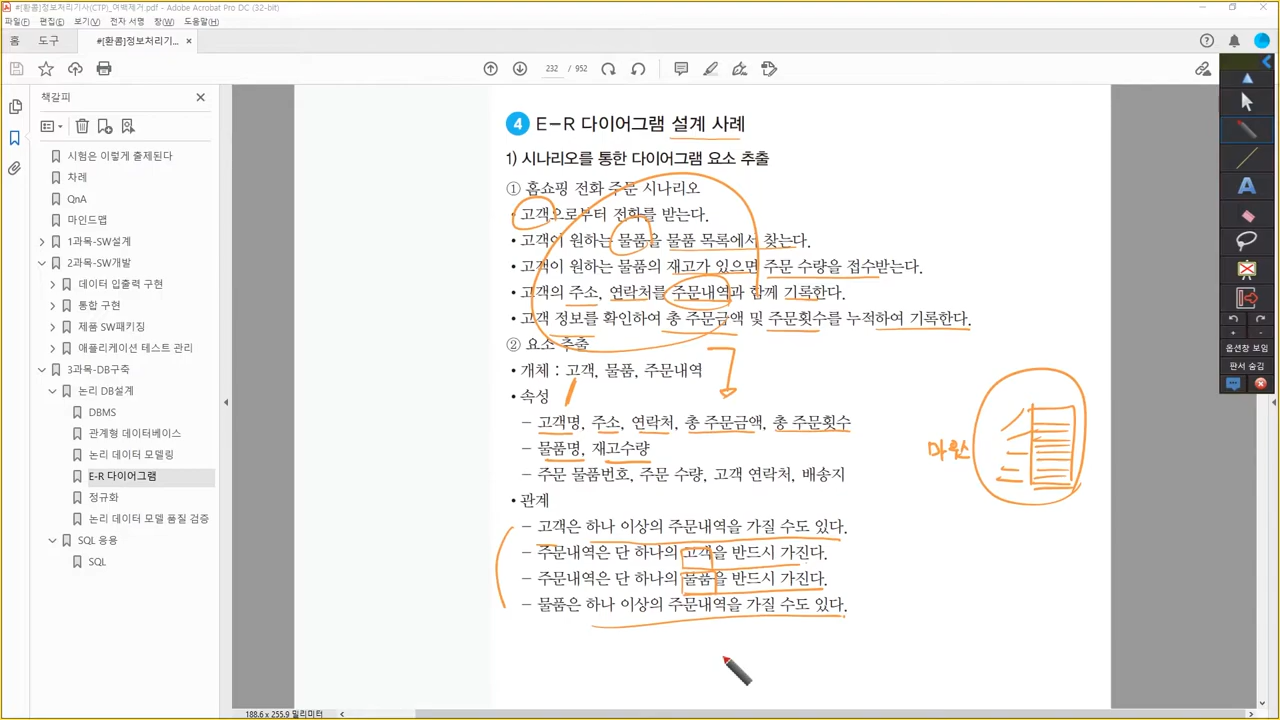 #[환콤]정보처리기사(CTP)_여백제거.pdf - Adobe Acrobat Pro DC (32-bit)
파일(F) 편집(E) 보기(V) 전자 서명 창(W) 도움말(H)
홈 도구 #[환콤]정보처리기... ×
232 / 952
책갈피
시험은 이렇게 출제된다
차례
QnA
마인드맵
1과목-SW설계
2과목-SW개발
데이터 입출력 구현
통합 구현
제품 SW패키징
애플리케이션 테스트 관리
3과목-DB구축
논리 DB설계
DBMS
관계형 데이터베이스
논리 데이터 모델링
E-R 다이어그램
정규화
논리 데이터 모델 품질 검증
SQL 응용
SQL
4 E-R 다이어그램 설계 사례
1) 시나리오를 통한 다이어그램 요소 추출
① 홈쇼핑 전화 주문 시나리오
• 고객으로부터 전화를 받는다.
• 고객이 원하는 물품을 물품 목록에서 찾는다.
• 고객이 원하는 물품의 재고가 있으면 주문 수량을 접수받는다.
• 고객의 주소, 연락처를 주문내역과 함께 기록한다.
• 고객 정보를 확인하여 총 주문금액 및 주문횟수를 누적하여 기록한다.
② 요소 추출
• 개체 : 고객, 물품, 주문내역
• 속성
- 고객명, 주소, 연락처, 총 주문금액, 총 주문횟수
- 물품명, 재고수량
- 주문 물품번호, 주문 수량, 고객 연락처, 배송지
• 관계
- 고객은 하나 이상의 주문내역을 가질 수도 있다.
- 주문내역은 단 하나의 고객을 반드시 가진다.
- 주문내역은 단 하나의 물품을 반드시 가진다.
- 물품은 하나 이상의 주문내역을 가질 수도 있다.
A
옵션창 보임
판서 숨김
188.6 x 255.9 밀리미터